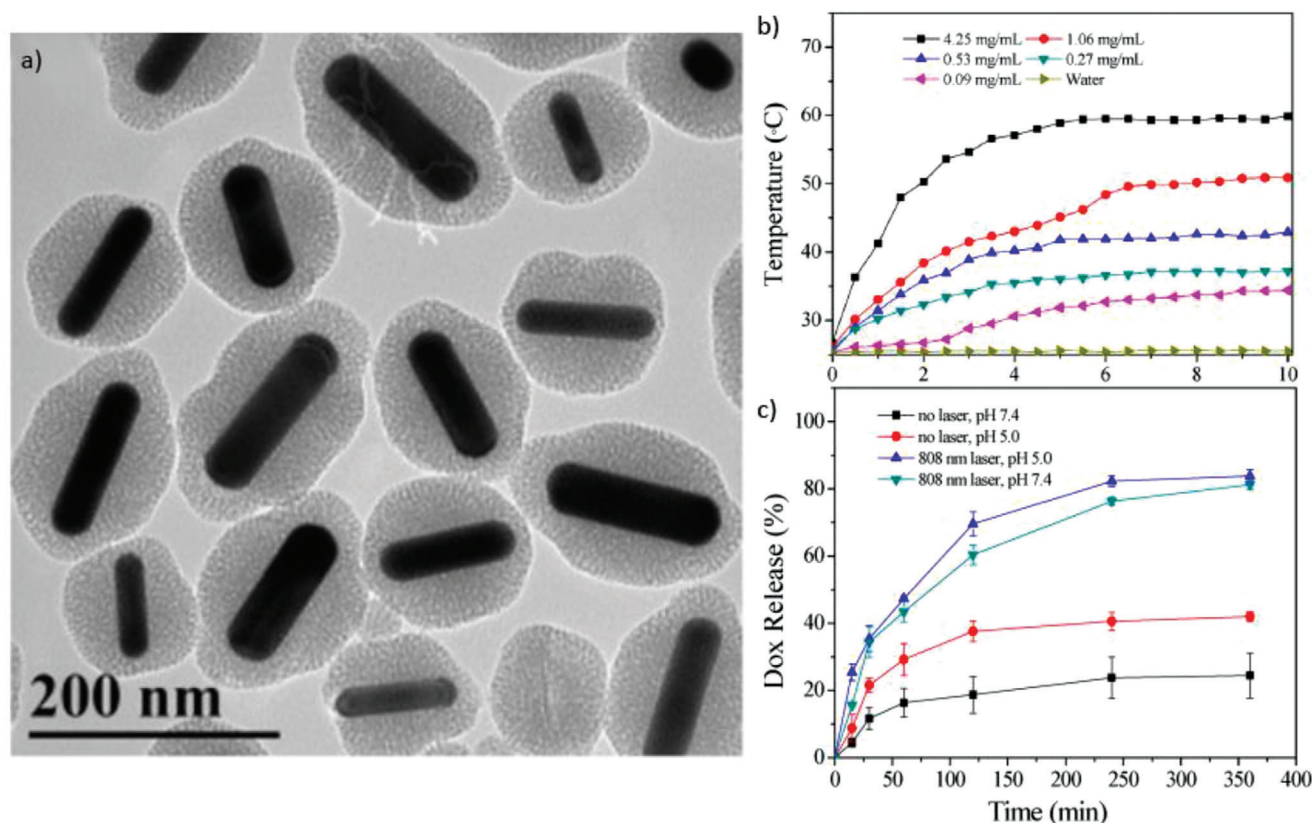 a)
200 nm
b)
4.25 mg/mL 1.06 mg/mL
0.53 mg/mL 0.27 mg/mL
0.09 mg/mL Water
Temperature (◦C)
70
60
50
40
30
0 2 4 6 8 10
c)
no laser, pH 7.4
no laser, pH 5.0
808 nm laser, pH 5.0
808 nm laser, pH 7.4
Dox Release (%)
100
80
60
40
20
0
0 50 100 150 200 250 300 350 400
Time (min)